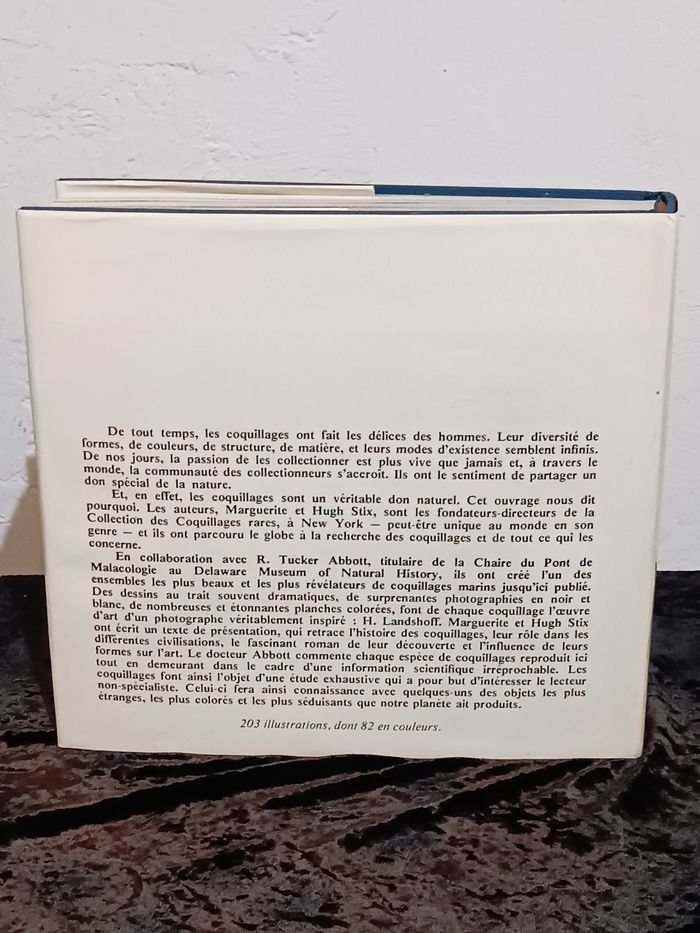 De tout temps, les coquillages ont fait les délices des hommes. Leur diversité de
formes, de couleurs, de structure, de matière, et leurs modes d'existence semblent infinis.
De nos jours, la passion de les collectionner est plus vive que jamais et, à travers le
monde, la communauté des collectionneurs s'accroît. Ils ont le sentiment de partager un
don spécial de la nature.
Et, en effet, les coquillages sont un véritable don naturel. Cet ouvrage nous dit
pourquoi. Les auteurs, Marguerite et Hugh Stix, sont les fondateurs-directeurs de la
Collection des Coquillages rares, à New York — peut-être unique au monde en son
genre — et ils ont parcouru le globe à la recherche des coquillages et de tout ce qui les
concerne.
En collaboration avec R. Tucker Abbott, titulaire de la Chaire du Pont de
Malacologie au Delaware Museum of Natural History, ils ont créé l'un des
ensembles les plus beaux et les plus révélateurs de coquillages marins jusqu'ici publié.
Des dessins au trait souvent dramatiques, de surprenantes photographies en noir et
blanc, de nombreuses et étonnantes planches colorées, font de chaque coquillage l'œuvre
d'art d'un photographe véritablement inspiré : H. Landshoff. Marguerite et Hugh Stix
ont écrit un texte de présentation, qui retrace l'histoire des coquillages, leur rôle dans les
différentes civilisations, le fascinant roman de leur découverte et l'influence de leurs
formes sur l'art. Le docteur Abbott commente chaque espèce de coquillages reproduit ici
tout en demeurant dans le cadre d'une information scientifique irréprochable. Les
coquillages font ainsi l'objet d'une étude exhaustive qui a pour but d'intéresser le lecteur
non-spécialiste. Celui-ci fera ainsi connaissance avec quelques-uns des objets les plus
étranges, les plus colorés et les plus séduisants que notre planète ait produits.
203 illustrations, dont 82 en couleurs.